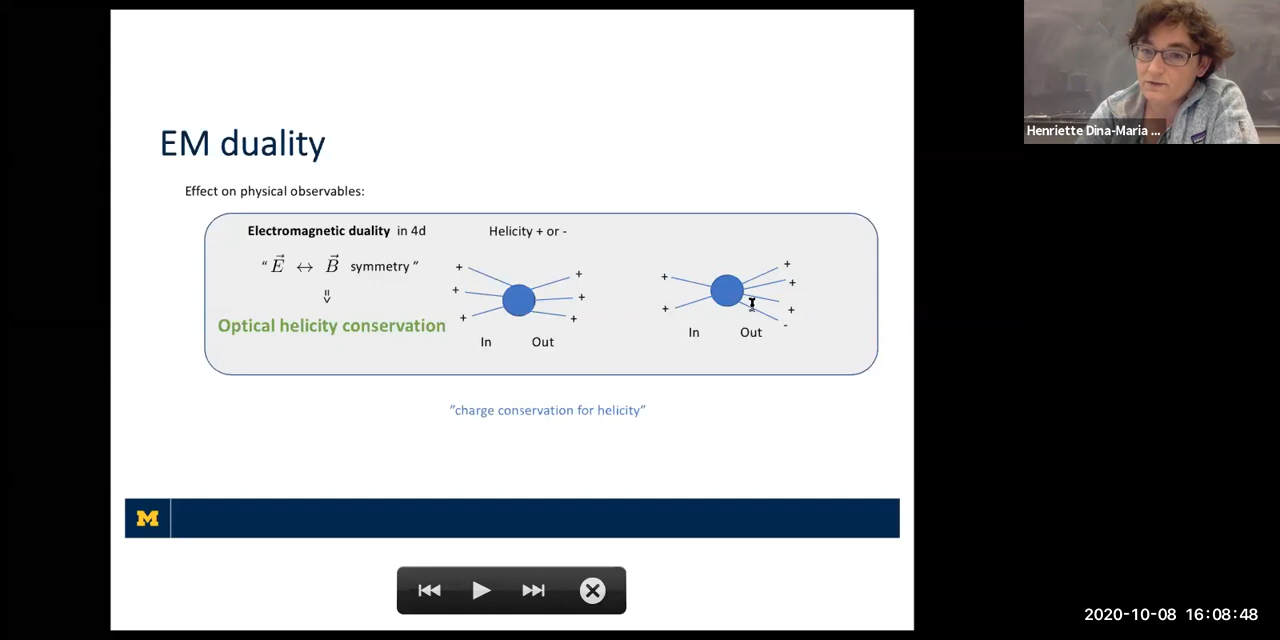 EM duality
Effect on physical observables:
Electromagnetic duality in 4d
Helicity + or -
“ E⃗ ↔ B⃗ symmetry ”
=>
Optical helicity conservation
+
+
+
+
+
+
In
Out
+
+
+
+
+
-
In
Out
”charge conservation for helicity”
M
Henriette Dina-Maria ...
2020-10-08 16:08:48